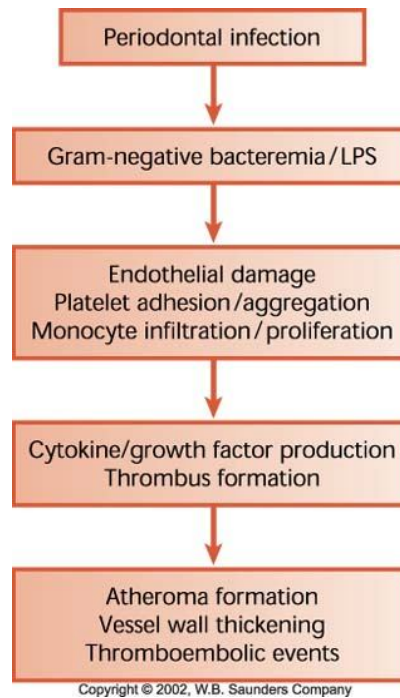 Periodontal infection
Gram-negative bacteremia/LPS
Endothelial damage
Platelet adhesion/aggregation
Monocyte infiltration/proliferation
Cytokine/growth factor production
Thrombus formation
Atheroma formation
Vessel wall thickening
Thromboembolic events
Copyright © 2002, W.B. Saunders Company